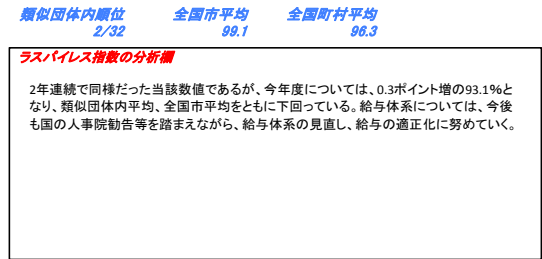 類似団体内順位 全国市平均 全国町村平均
2/32 99.1 96.3
ラスパイレス指数の分析欄
2年連続で同様だった当該数値であるが、今年度については、0.3ポイント増の93.1%と
なり、類似団体内平均、全国市平均をともに下回っている。給与体系については、今後
も国の人事院勧告等を踏まえながら、給与体系の見直し、給与の適正化に努めていく。